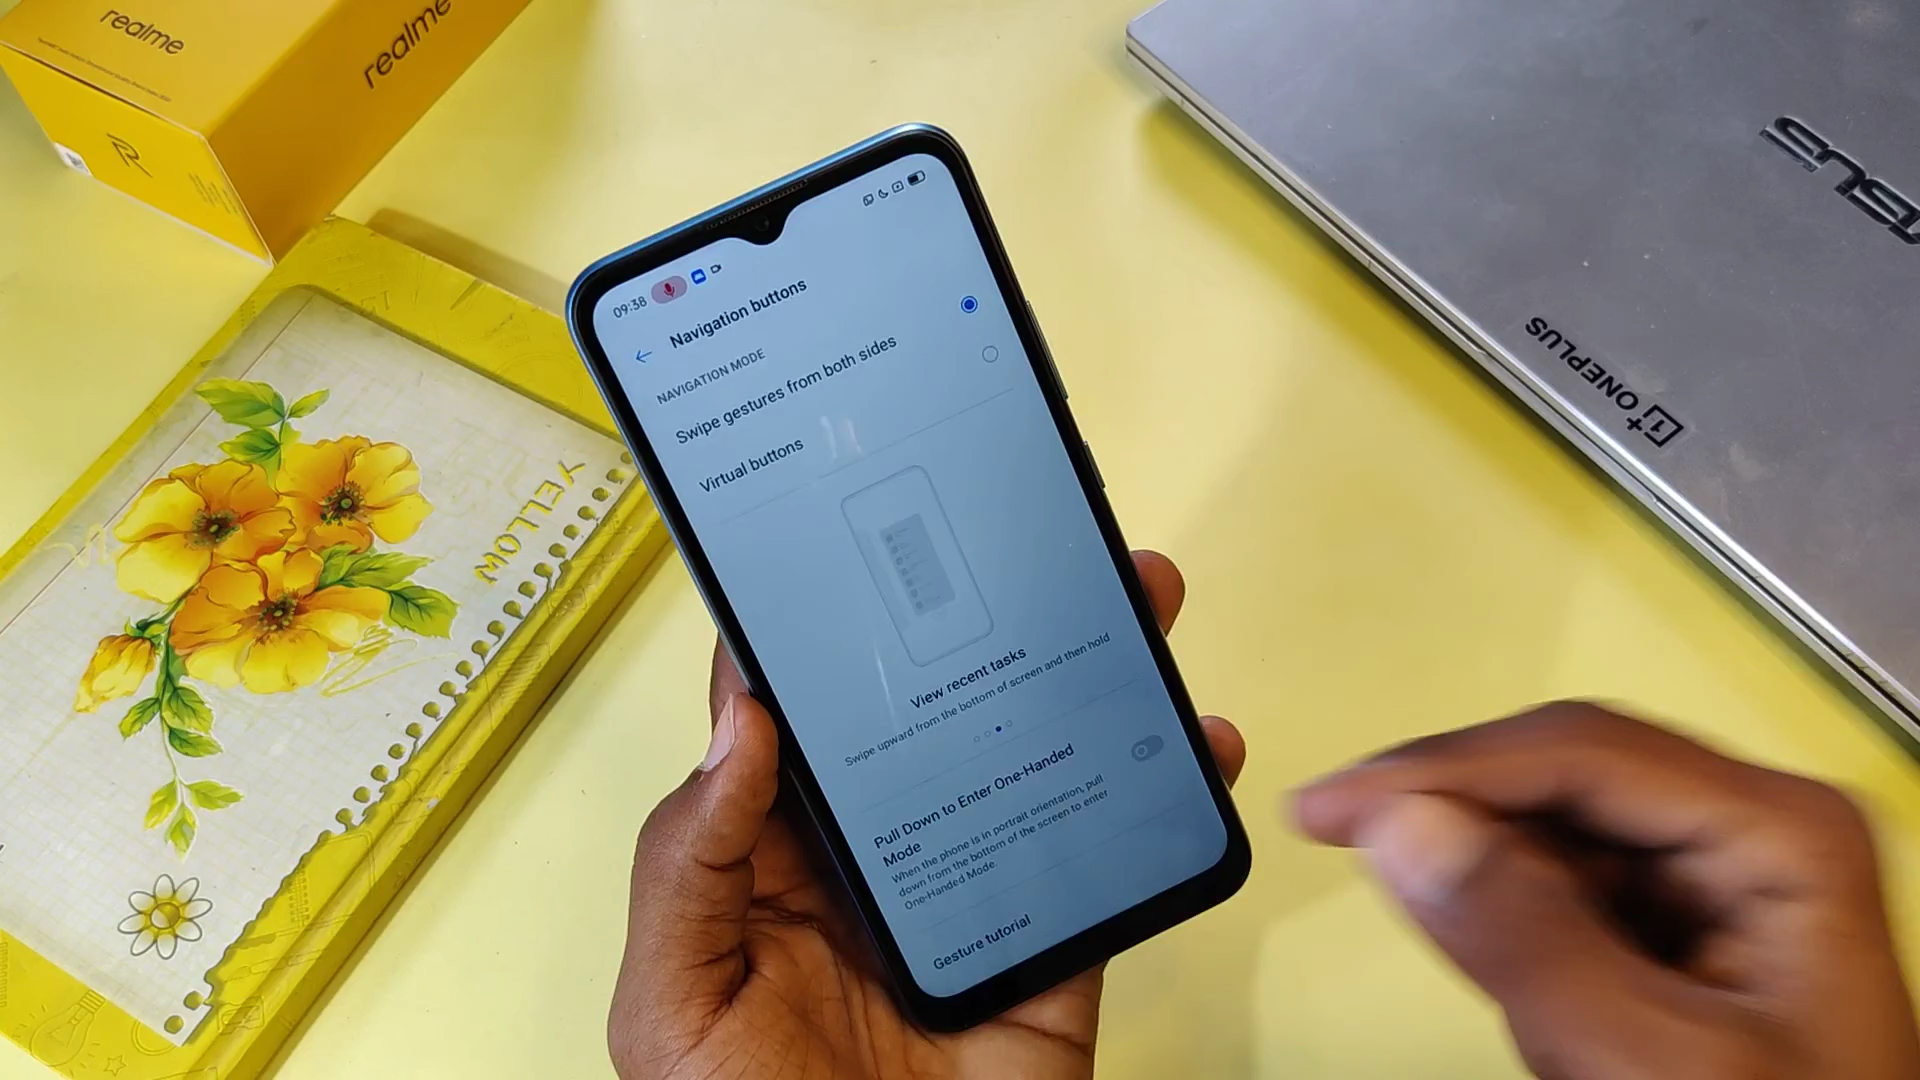 realme
realme
R
YELLOW
ASUS
ONEPLUS
09:38
Navigation buttons
NAVIGATION MODE
Swipe gestures from both sides
Virtual buttons
View recent tasks
Swipe upward from the bottom of screen and then hold
Pull Down to Enter One-Handed
Mode
When the phone is in portrait orientation, pull
down from the bottom of the screen to enter
One-Handed Mode.
Gesture tutorial